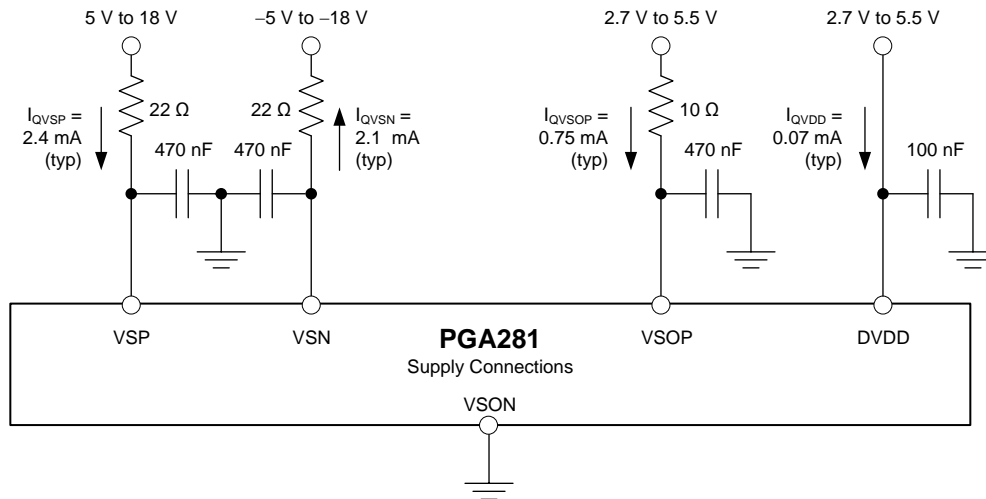 5 V to 18 V
–5 V to –18 V
2.7 V to 5.5 V
2.7 V to 5.5 V
IQVSP =
2.4 mA
(typ)
22 Ω
22 Ω
IQVSN =
2.1 mA
(typ)
IQVSOP =
0.75 mA
(typ)
10 Ω
IQVDD =
0.07 mA
(typ)
470 nF
470 nF
470 nF
100 nF
VSP
VSN
PGA281
Supply Connections
VSOP
DVDD
VSON